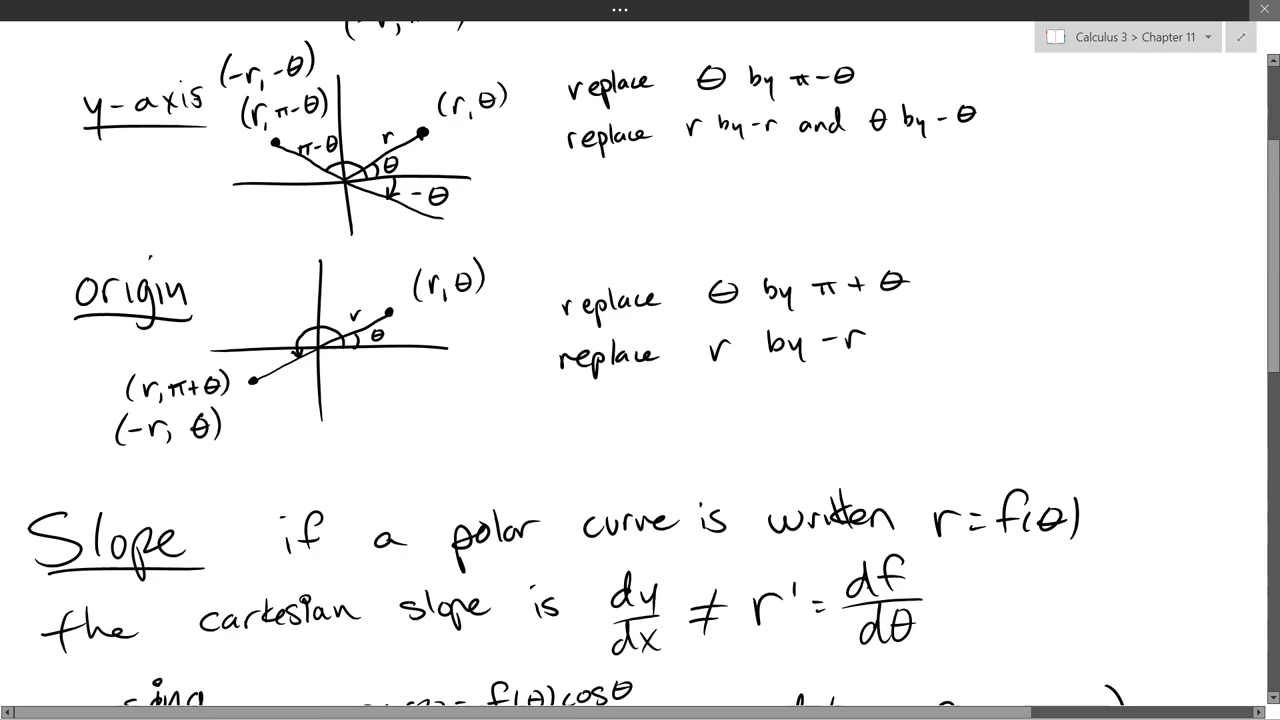 ...
Calculus 3 > Chapter 11
y-axis
(-r, -θ)
(r, π-θ)
π-θ
r
θ
-θ
(r, θ)
replace θ by π-θ
replace r by -r and θ by -θ
origin
(r, θ)
r
θ
(r, π+θ)
(-r, θ)
replace θ by π + θ
replace r by -r
Slope if a polar curve is written r = f(θ)
the cartesian slope is dy/dx ≠ r' = df/dθ
f(θ)cosθ